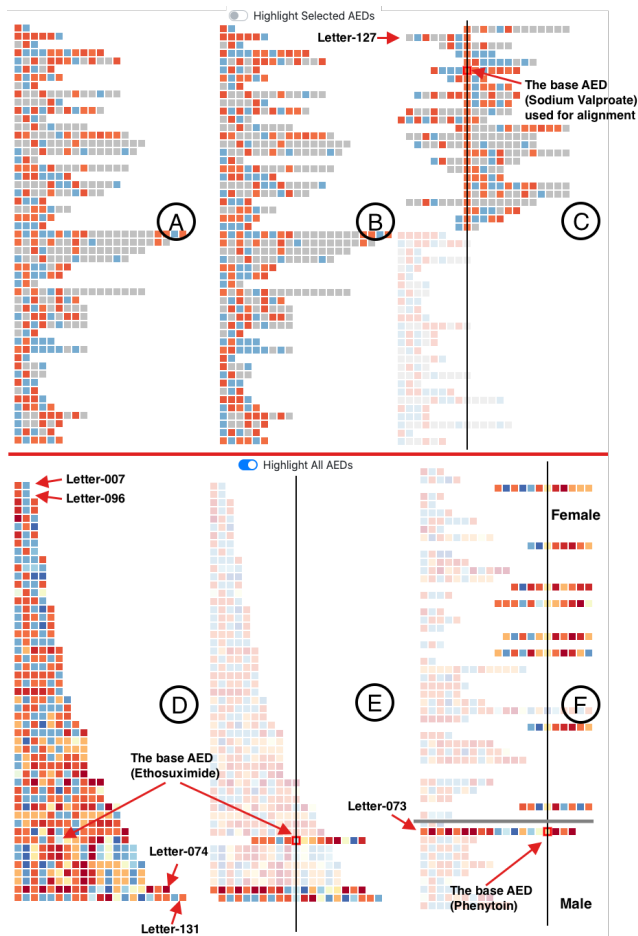 Highlight Selected AEDs
Letter-127
The base AED
(Sodium Valproate)
used for alignment
A
B
C
Highlight All AEDs
Letter-007
Letter-096
Female
D
E
F
The base AED
(Ethosuximide)
Letter-073
Letter-074
The base AED
(Phenytoin)
Male
Letter-131